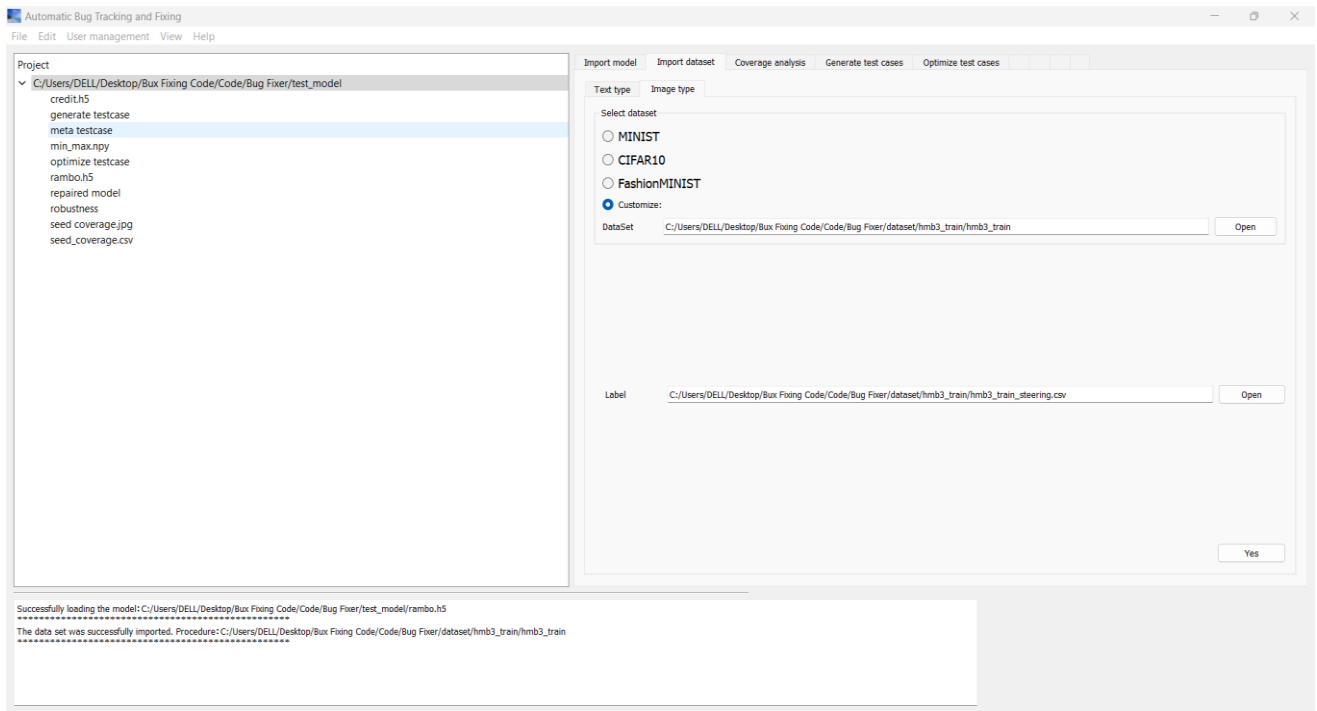 Automatic Bug Tracking and Fixing
File Edit User management View Help
Project
C:/Users/DELL/Desktop/Bux Fixing Code/Code/Bug Fixer/test_model
credit.h5
generate testcase
meta testcase
min_max.npy
optimize testcase
rambo.h5
repaired model
robustness
seed coverage.jpg
seed_coverage.csv
Import model Import dataset Coverage analysis Generate test cases Optimize test cases
Text type Image type
Select dataset
MINIST
CIFAR10
FashionMINIST
Customize:
DataSet C:/Users/DELL/Desktop/Bux Fixing Code/Code/Bug Fixer/dataset/hmb3_train/hmb3_train Open
Label C:/Users/DELL/Desktop/Bux Fixing Code/Code/Bug Fixer/dataset/hmb3_train/hmb3_train_steering.csv Open
Yes
Successfully loading the model:C:/Users/DELL/Desktop/Bux Fixing Code/Code/Bug Fixer/test_model/rambo.h5
**************************************************
The data set was successfully imported. Procedure:C:/Users/DELL/Desktop/Bux Fixing Code/Code/Bug Fixer/dataset/hmb3_train/hmb3_train
**************************************************